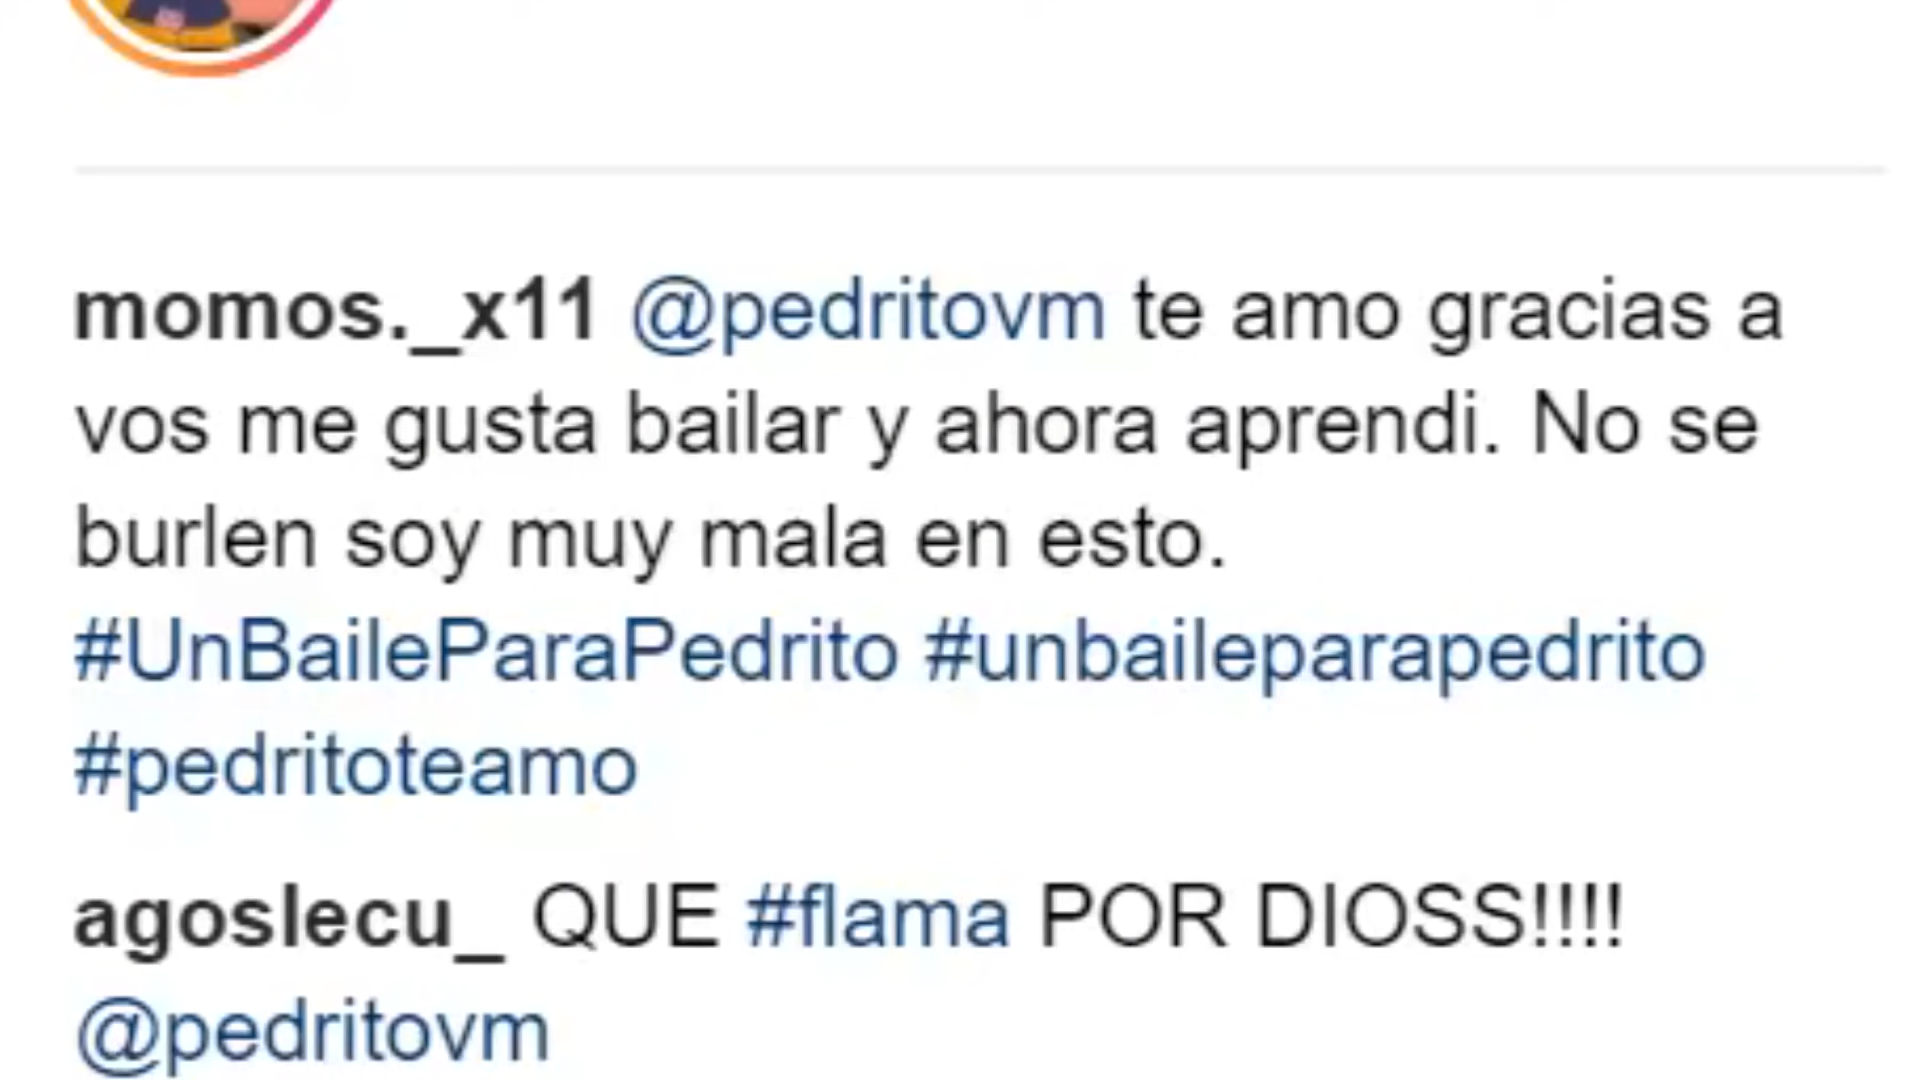 momos._x11 @pedritovm te amo gracias a
vos me gusta bailar y ahora aprendi. No se
burlen soy muy mala en esto.
#UnBaileParaPedrito #unbaileparapedrito
#pedritoteamo
agoslecu_ QUE #flama POR DIOSS!!!!
@pedritovm